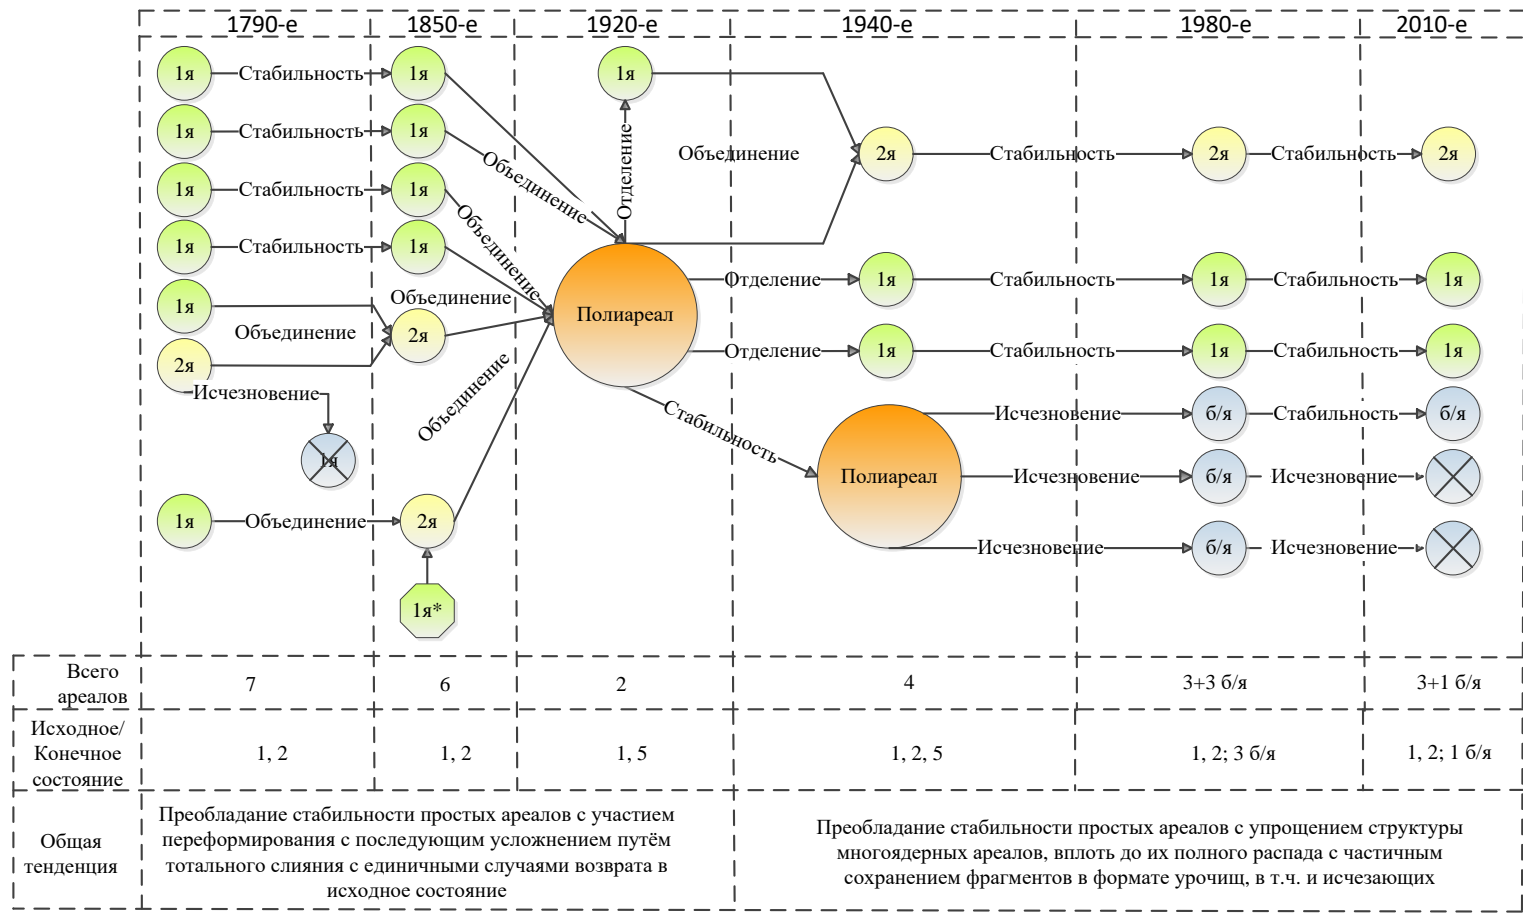 1790-е 1850-е 1920-е 1940-е 1980-е 2010-е
1я Стабильность 1я 1я
1я Стабильность 1я
Объединение Отделение Объединение 2я Стабильность 2я Стабильность 2я
1я Стабильность 1я
1я Стабильность 1я Объединение
Отделение 1я Стабильность 1я Стабильность 1я
1я Объединение
Объединение 2я Полиареал
2я Отделение 1я Стабильность 1я Стабильность 1я
Исчезновение Объединение Стабильность
Исчезновение б/я Стабильность б/я
1я Полиареал Исчезновение б/я Исчезновение
1я Объединение 2я
Исчезновение б/я Исчезновение
1я*
Всего
ареалов
7 6 2 4 3+3 б/я 3+1 б/я
Исходное/
Конечное
состояние
1, 2 1, 2 1, 5 1, 2, 5 1, 2; 3 б/я 1, 2; 1 б/я
Общая
тенденция
Преобладание стабильности простых ареалов с участием
переформирования с последующим усложнением путём
тотального слияния с единичными случаями возврата в
исходное состояние
Преобладание стабильности простых ареалов с упрощением структуры
многоядерных ареалов, вплоть до их полного распада с частичным
сохранением фрагментов в формате урочищ, в т.ч. и исчезающих